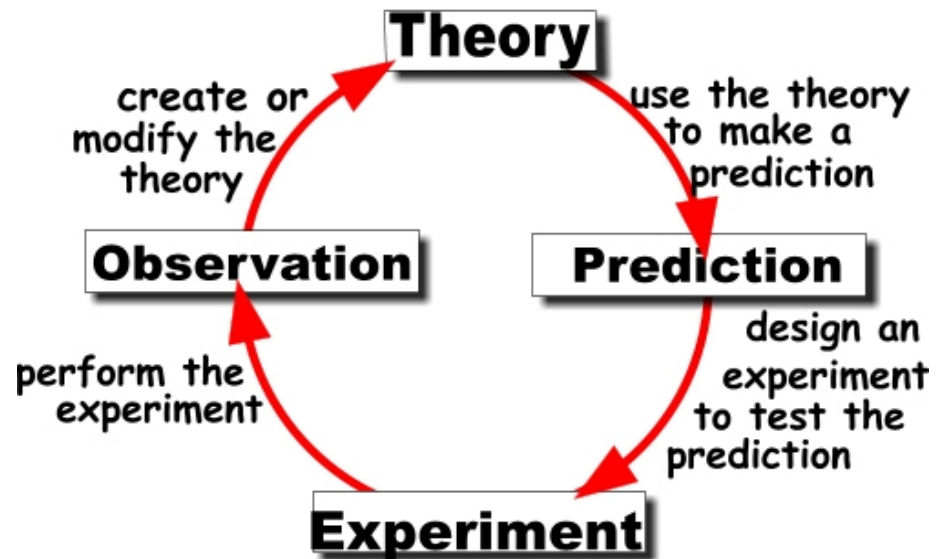 Theory
use the theory
to make a
prediction
Prediction
design an
experiment
to test the
prediction
Experiment
perform the
experiment
Observation
create or
modify the
theory